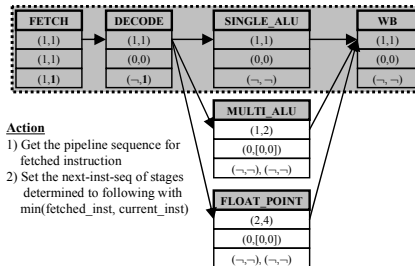 FETCH
(1,1)
(1,1)
(1,1)
DECODE
(1,1)
(0,0)
(¬,1)
SINGLE_ALU
(1,1)
(0,0)
(¬, ¬)
WB
(1,1)
(0,0)
(¬, ¬)
MULTI_ALU
(1,2)
(0,[0,0])
(¬,¬), (¬,¬)
FLOAT_POINT
(2,4)
(0,[0,0])
(¬,¬), (¬,¬)
Action
1) Get the pipeline sequence for
fetched instruction
2) Set the next-inst-seq of stages
determined to following with
min(fetched_inst, current_inst)